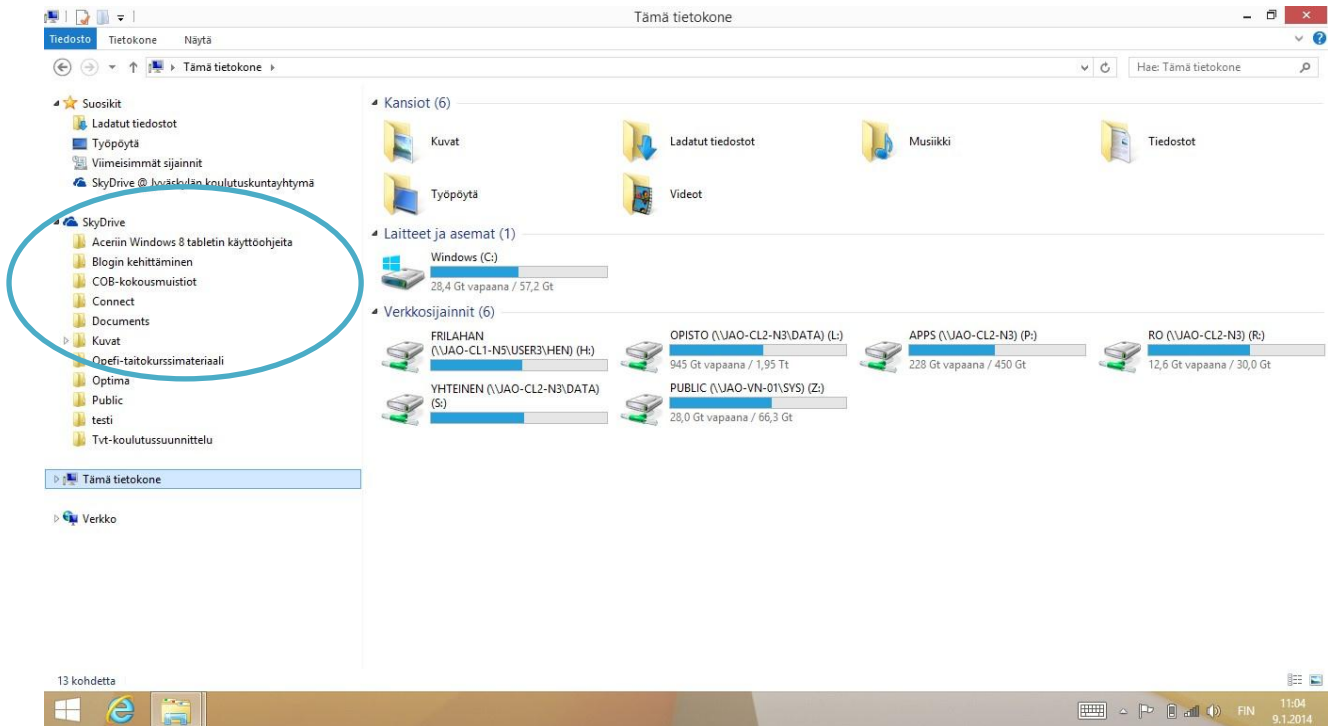 Tämä tietokone
Tiedosto Tietokone Näytä
Tämä tietokone
Hae: Tämä tietokone
Suosikit
Ladatut tiedostot
Työpöytä
Viimeisimmät sijainnit
SkyDrive @ Jyväskylän koulutuskuntayhtymä
SkyDrive
Aceriin Windows 8 tabletin käyttöohjeita
Blogin kehittäminen
COB-kokousmuistiot
Connect
Documents
Kuvat
Opefi-taitokurssimateriaali
Optima
Public
testi
Tvt-koulutussuunnittelu
Tämä tietokone
Verkko
Kansiot (6)
Kuvat
Ladatut tiedostot
Musiikki
Tiedostot
Työpöytä
Videot
Laitteet ja asemat (1)
Windows (C:)
28,4 Gt vapaana / 57,2 Gt
Verkkosijainnit (6)
FRILAHAN
(\\JAO-CL1-N5\USER3\HEN) (H:)
OPISTO (\\JAO-CL2-N3\DATA) (L:)
945 Gt vapaana / 1,95 Tt
APPS (\\JAO-CL2-N3) (P:)
228 Gt vapaana / 450 Gt
RO (\\JAO-CL2-N3) (R:)
12,6 Gt vapaana / 30,0 Gt
YHTEINEN (\\JAO-CL2-N3\DATA)
(S:)
PUBLIC (\\JAO-VN-01\SYS) (Z:)
28,0 Gt vapaana / 66,3 Gt
13 kohdetta
FIN
11:04
9.1.2014